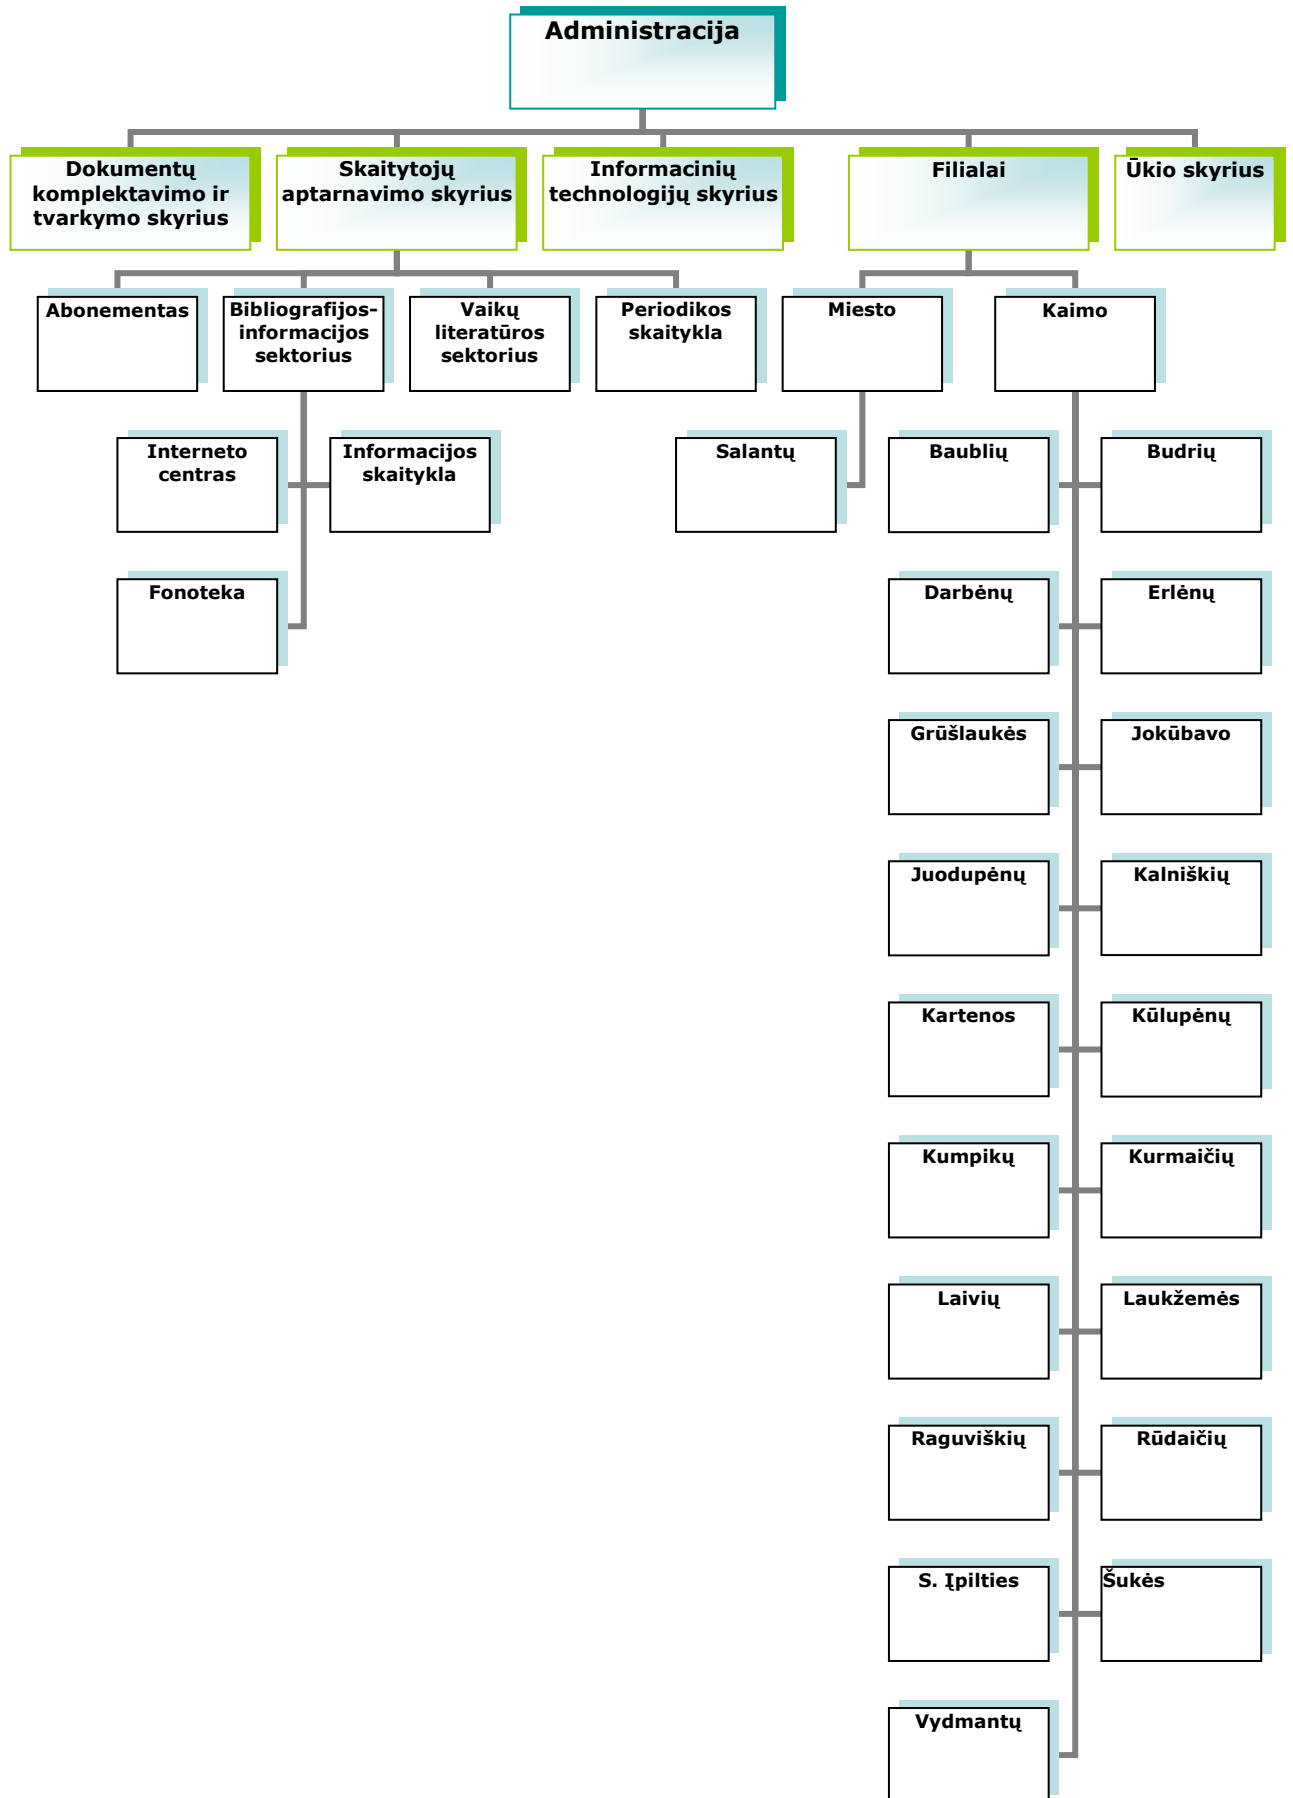 Administracija
Dokumentų
komplektavimo ir
tvarkymo skyrius
Skaitytojų
aptarnavimo skyrius
Informacinių
technologijų skyrius
Filialai
Ūkio skyrius
Abonementas
Bibliografijos-
informacijos
sektorius
Vaikų
literatūros
sektorius
Periodikos
skaitykla
Miesto
Kaimo
Interneto
centras
Informacijos
skaitykla
Salantų
Baublių
Budrių
Fonoteka
Darbėnų
Erlėnų
Grūšlaukės
Jokūbavo
Juodupėnų
Kalniškių
Kartenos
Kūlupėnų
Kumpikų
Kurmaičių
Laivių
Laukžemės
Raguviškių
Rūdaičių
S. Įpilties
Šukės
Vydmantų